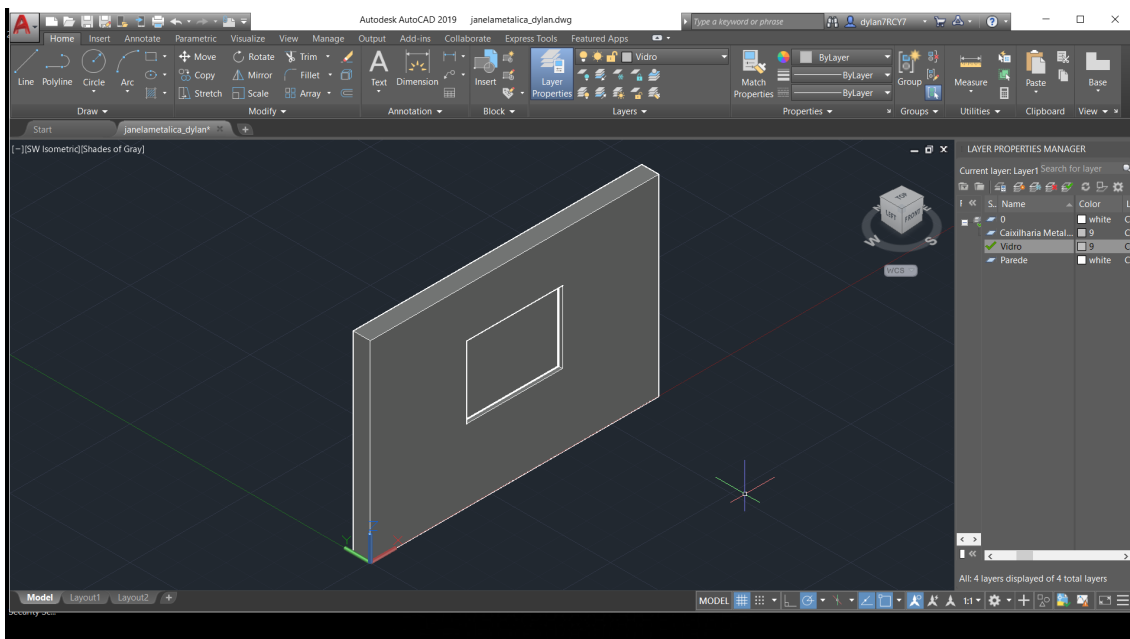 Autodesk AutoCAD 2019 janelametalica_dylan.dwg
Type a keyword or phrase
dylan7RCY7
Home Insert Annotate Parametric Visualize View Manage Output Add-ins Collaborate Express Tools Featured Apps
Line Polyline Circle Arc
Move Rotate Trim
Copy Mirror Fillet
Stretch Scale Array
Text Dimension
Insert
Layer Properties
Vidro
Match Properties
ByLayer
ByLayer
ByLayer
Group
Measure
Paste
Base
Draw Modify Annotation Block Layers Properties Groups Utilities Clipboard View
Start janelametalica_dylan*
[−][SW Isometric][Shades of Gray]
TOP
LEFT FRONT
W S
WCS
Y
LAYER PROPERTIES MANAGER
Current layer: Layer1 Search for layer
S.. Name Color
0 white C
Caixilharia Metal... 9 C
Vidro 9 C
Parede white C
All: 4 layers displayed of 4 total layers
Model Layout1 Layout2
MODEL 1:1